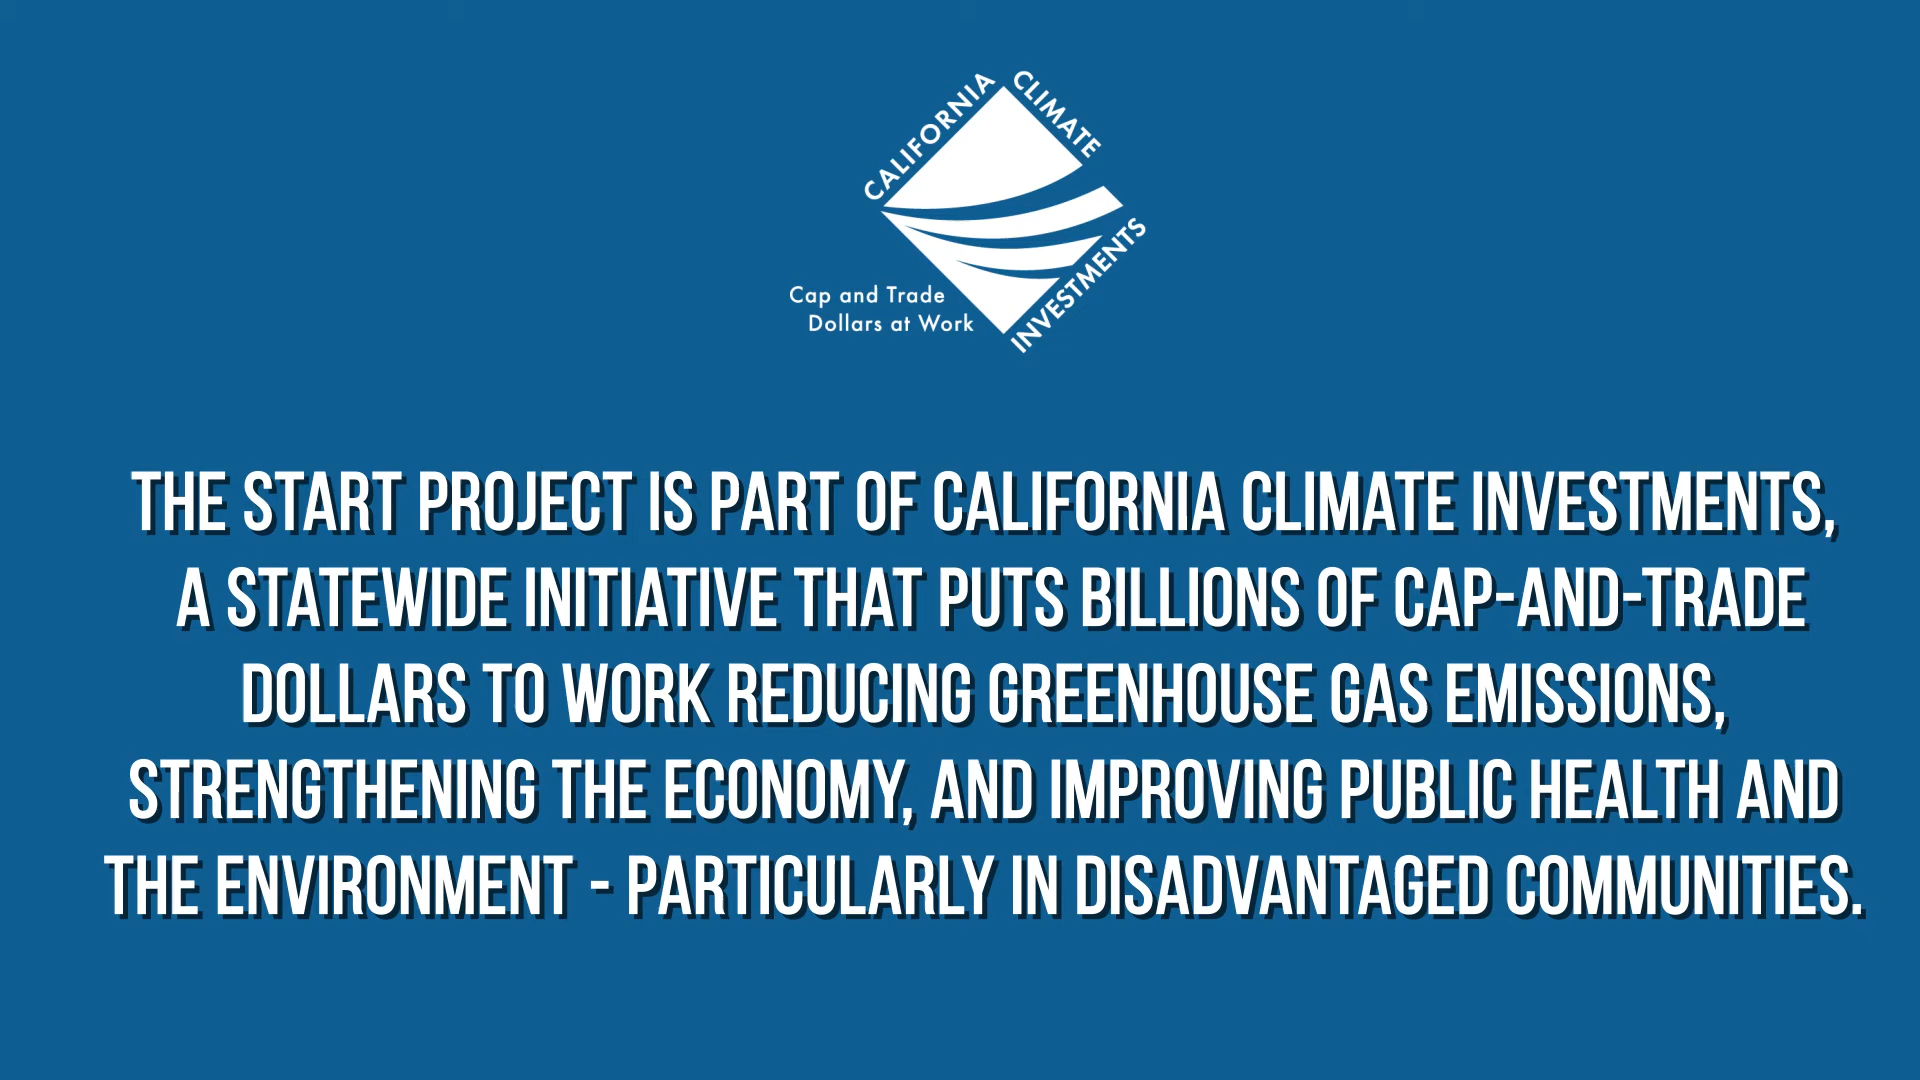 CALIFORNIA
CLIMATE
INVESTMENTS
Cap and Trade
Dollars at Work
THE START PROJECT IS PART OF CALIFORNIA CLIMATE INVESTMENTS,
A STATEWIDE INITIATIVE THAT PUTS BILLIONS OF CAP-AND-TRADE
DOLLARS TO WORK REDUCING GREENHOUSE GAS EMISSIONS,
STRENGTHENING THE ECONOMY, AND IMPROVING PUBLIC HEALTH AND
THE ENVIRONMENT - PARTICULARLY IN DISADVANTAGED COMMUNITIES.